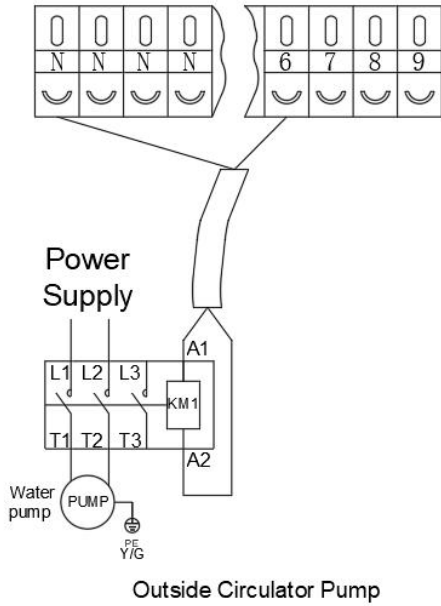 N N N N 6 7 8 9
Power
Supply
A1
L1 L2 L3
KM1
T1 T2 T3
A2
Water
pump
PUMP
PE
Y/G
Outside Circulator Pump